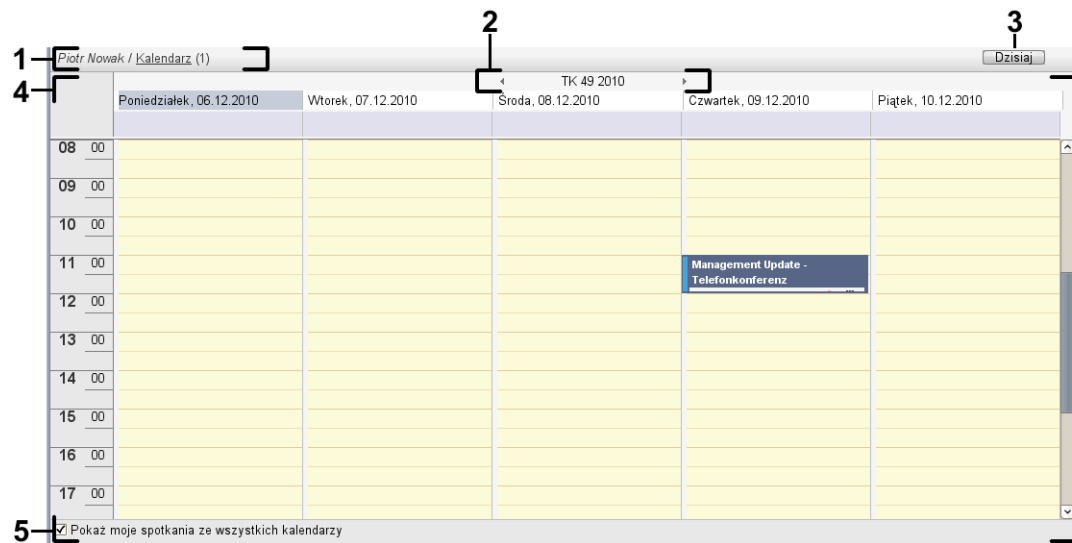 2
3
1
Piotr Nowak / Kalendarz (1)
Dzisiaj
4
TK 49 2010
Poniedziałek, 06.12.2010 Wtorek, 07.12.2010 Środa, 08.12.2010 Czwartek, 09.12.2010 Piątek, 10.12.2010
08 00
09 00
10 00
11 00
Management Update -
Telefonkonferenz
12 00
13 00
14 00
15 00
16 00
17 00
5
Pokaż moje spotkania ze wszystkich kalendarzy